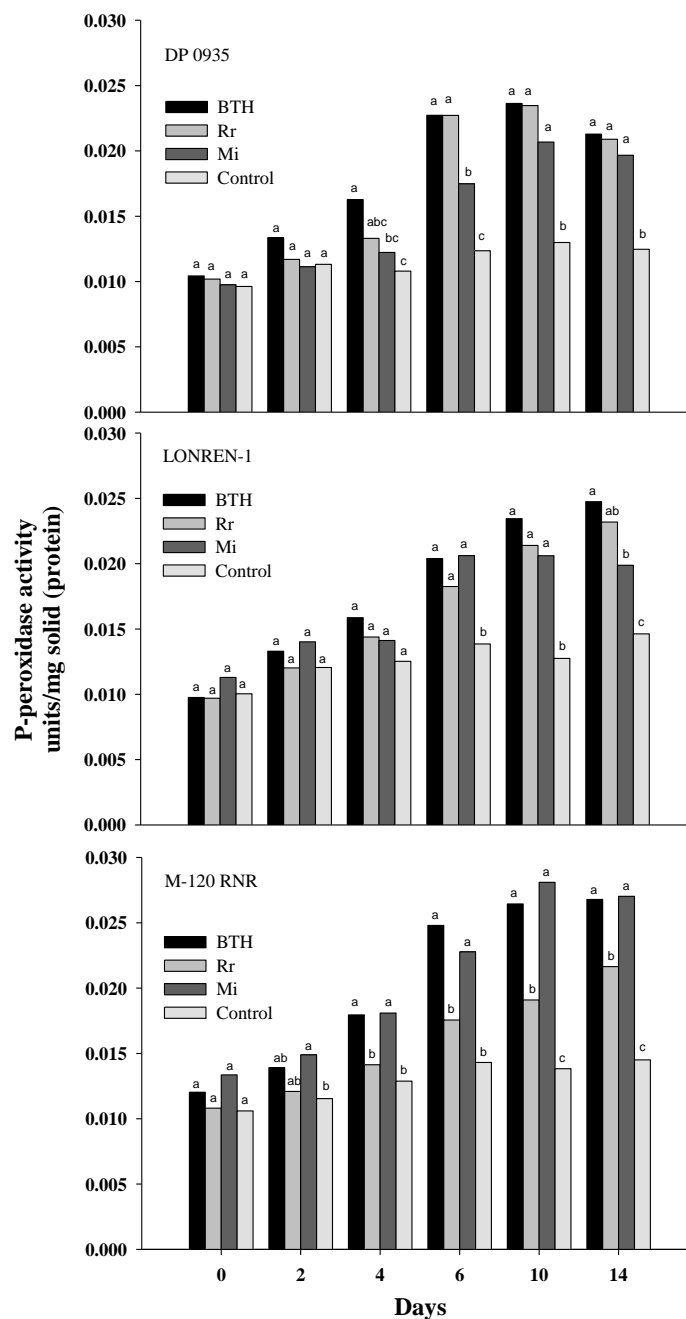 P-peroxidase activity
units/mg solid (protein)
DP 0935
BTH
Rr
Mi
Control
0.030
0.025
0.020
0.015
0.010
0.005
0.000
a a a a
a a a a
a abc bc c
a a b c
a a a b
a a a b
LONREN-1
BTH
Rr
Mi
Control
0.030
0.025
0.020
0.015
0.010
0.005
0.000
a a a a
a a a a
a a a a
a a a b
a a a b
a ab b c
M-120 RNR
BTH
Rr
Mi
Control
0.030
0.025
0.020
0.015
0.010
0.005
0.000
a a a a
ab ab a b
a b a b
a b a b
a b a c
a b a c
0 2 4 6 10 14
Days